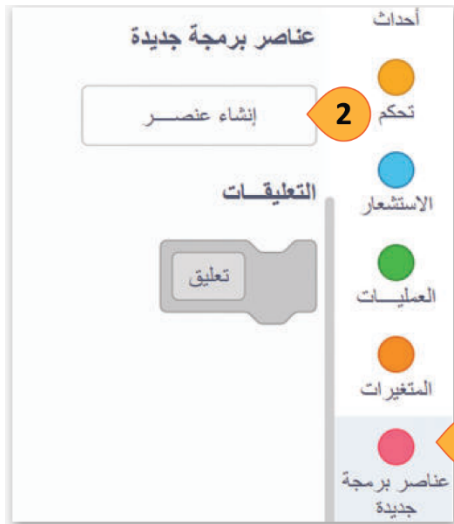 أحداث
تحكم
الاستشعار
العمليـــات
المتغيرات
عناصر برمجة
جديدة
عناصر برمجة جديدة
2
إنشاء عنصـــر
التعليقـــات
تعليق